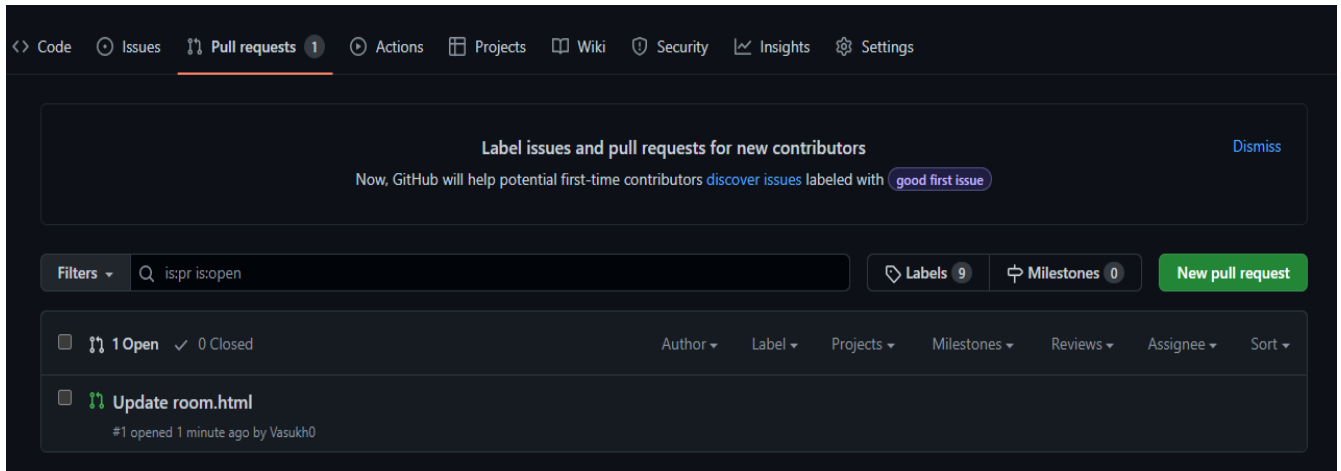 <> Code Issues Pull requests 1 Actions Projects Wiki Security Insights Settings
Label issues and pull requests for new contributors
Dismiss
Now, GitHub will help potential first-time contributors discover issues labeled with good first issue
Filters is:pr is:open Labels 9 Milestones 0 New pull request
1 Open 0 Closed Author Label Projects Milestones Reviews Assignee Sort
Update room.html
#1 opened 1 minute ago by Vasukh0